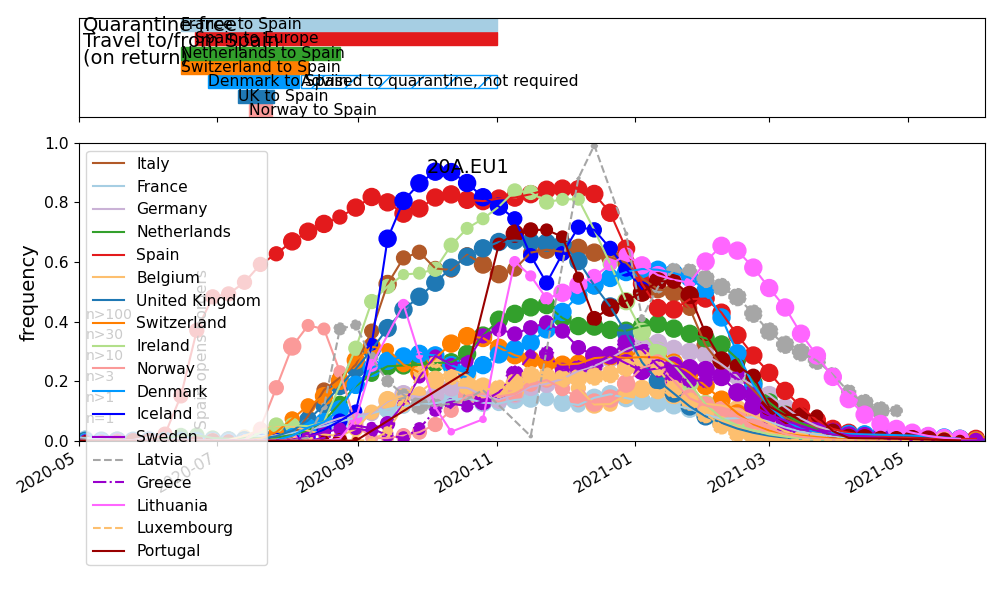 Quarantine-free
Travel to/from Spain
(on return)
France to Spain
Spain to Europe
Netherlands to Spain
Switzerland to Spain
Denmark to Spain
Advised to quarantine, not required
UK to Spain
Norway to Spain
20A.EU1
frequency
1.0
0.8
0.6
0.4
0.2
0.0
Italy
France
Germany
Netherlands
Spain
Belgium
United Kingdom
Switzerland
Ireland
Norway
Denmark
Iceland
Sweden
Latvia
Greece
Lithuania
Luxembourg
Portugal
n>100
n>30
n>10
n>3
n>1
n=1
Spain opens borders
2020-05
2020-07
2020-09
2020-11
2021-01
2021-03
2021-05